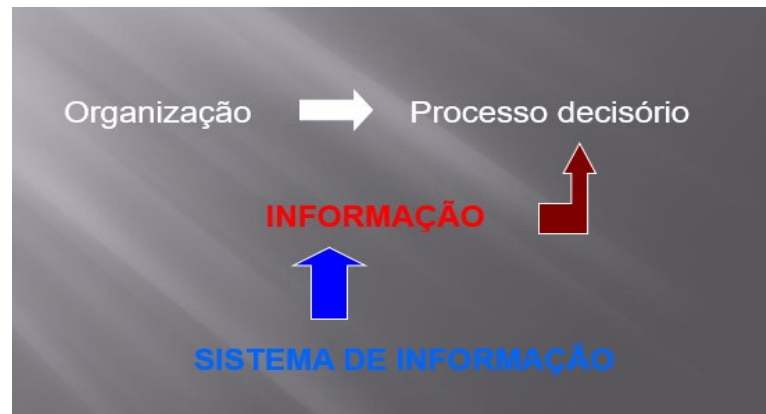 Organização Processo decisório
INFORMAÇÃO
SISTEMA DE INFORMAÇÃO